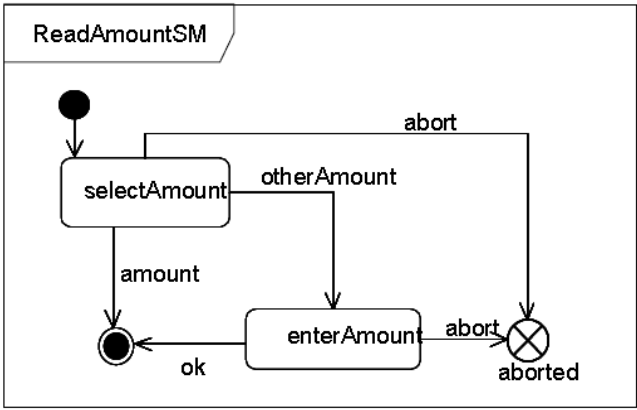 ReadAmountSM
abort
selectAmount
otherAmount
amount
enterAmount
abort
ok
aborted